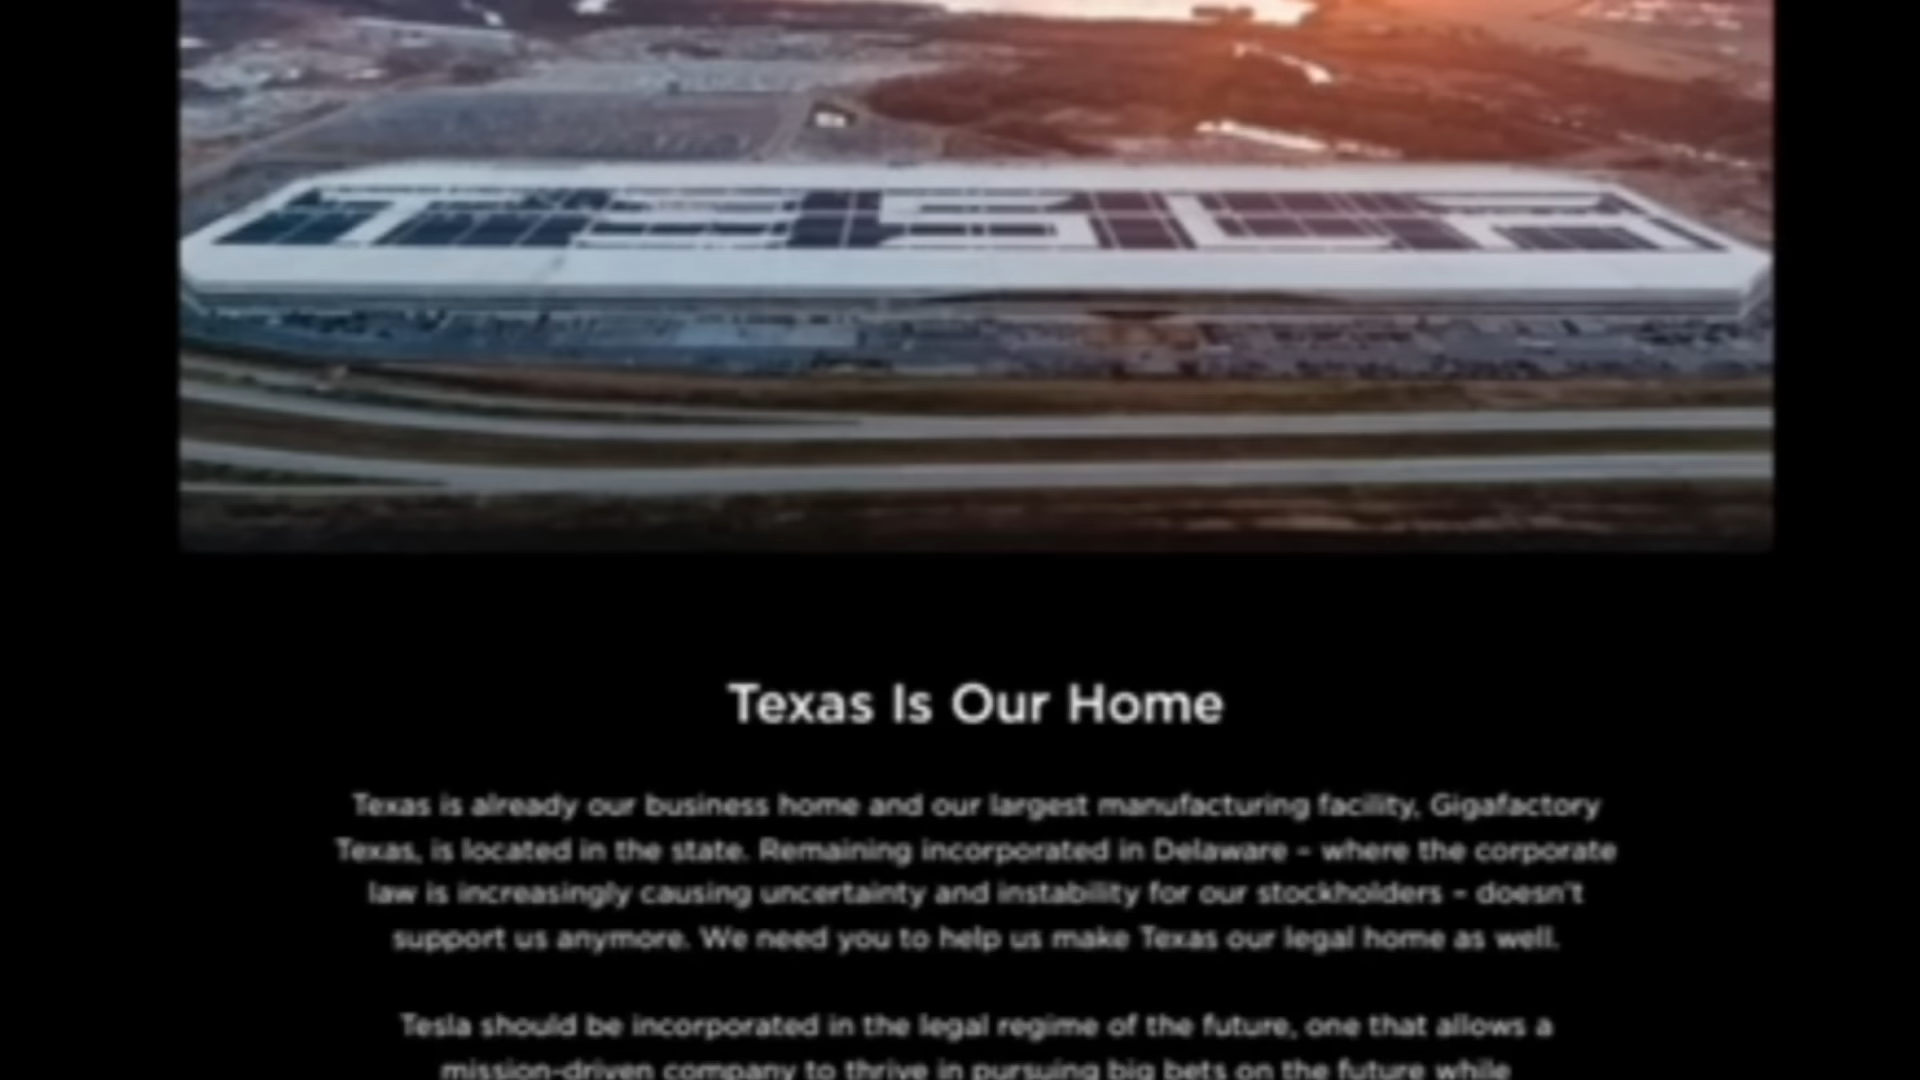 TESLA
Texas Is Our Home
Texas is already our business home and our largest manufacturing facility, Gigafactory
Texas, is located in the state. Remaining incorporated in Delaware – where the corporate
law is increasingly causing uncertainty and instability for our stockholders – doesn't
support us anymore. We need you to help us make Texas our legal home as well.
Tesla should be incorporated in the legal regime of the future, one that allows a
mission-driven company to thrive in pursuing big bets on the future while